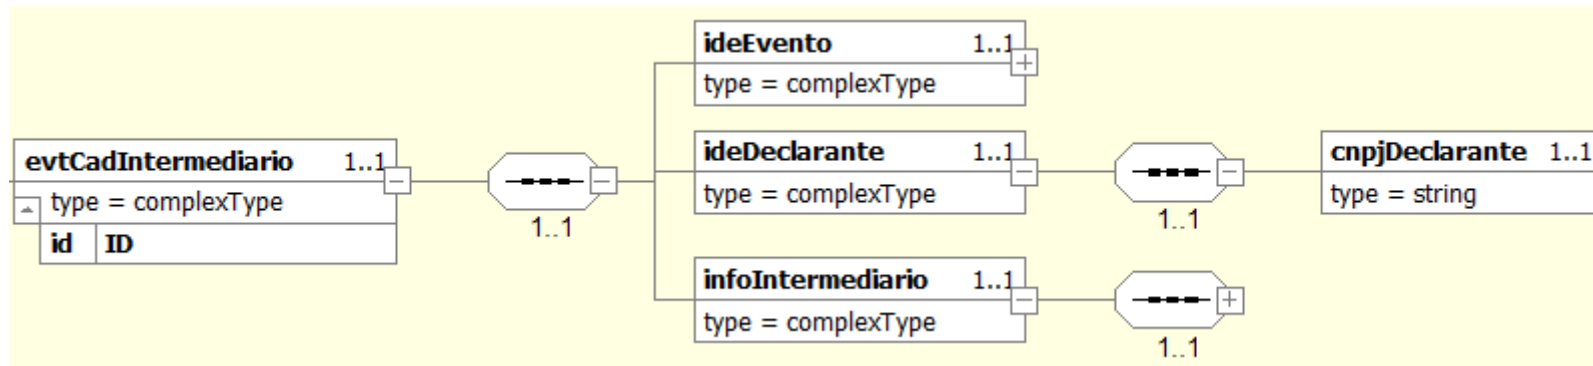 ideEvento 1..1
type = complexType
evtCadIntermediario 1..1
type = complexType
id ID
1..1
ideDeclarante 1..1
type = complexType
1..1
cnpjDeclarante 1..1
type = string
infoIntermediario 1..1
type = complexType
1..1